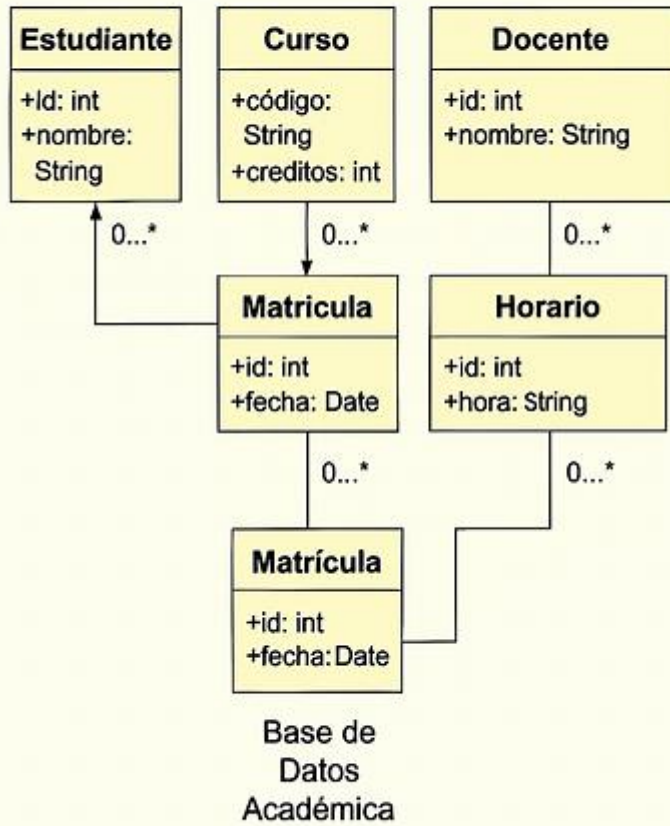 Estudiante
+Id: int
+nombre:
String
Curso
+código:
String
+creditos: int
Docente
+id: int
+nombre: String
0...*
0...*
0...*
Matricula
+id: int
+fecha: Date
Horario
+id: int
+hora: String
0...*
0...*
Matrícula
+id: int
+fecha: Date
Base de
Datos
Académica